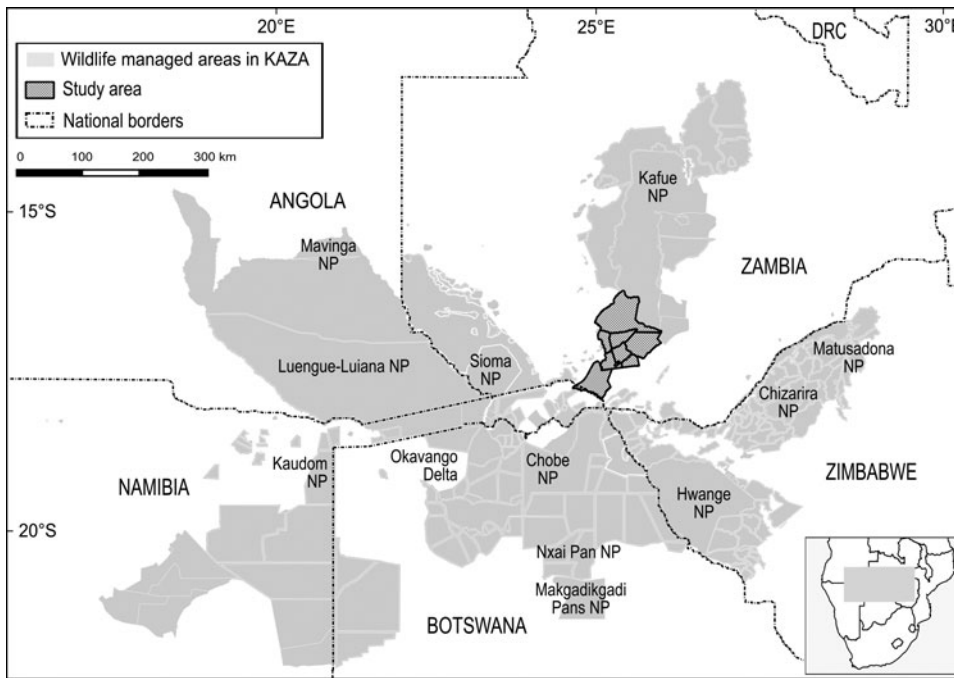 20°E
25°E
30°E
DRC
Wildlife managed areas in KAZA
Study area
National borders
0 100 200 300 km
Kafue
NP
ANGOLA
15°S
Mavinga
NP
ZAMBIA
Matusadona
NP
Luengue-Luiana NP
Sioma
NP
Chizarira
NP
Kaudom
NP
Okavango
Delta
Chobe
NP
ZIMBABWE
NAMIBIA
Hwange
NP
20°S
Nxai Pan NP
Makgadikgadi
Pans NP
BOTSWANA